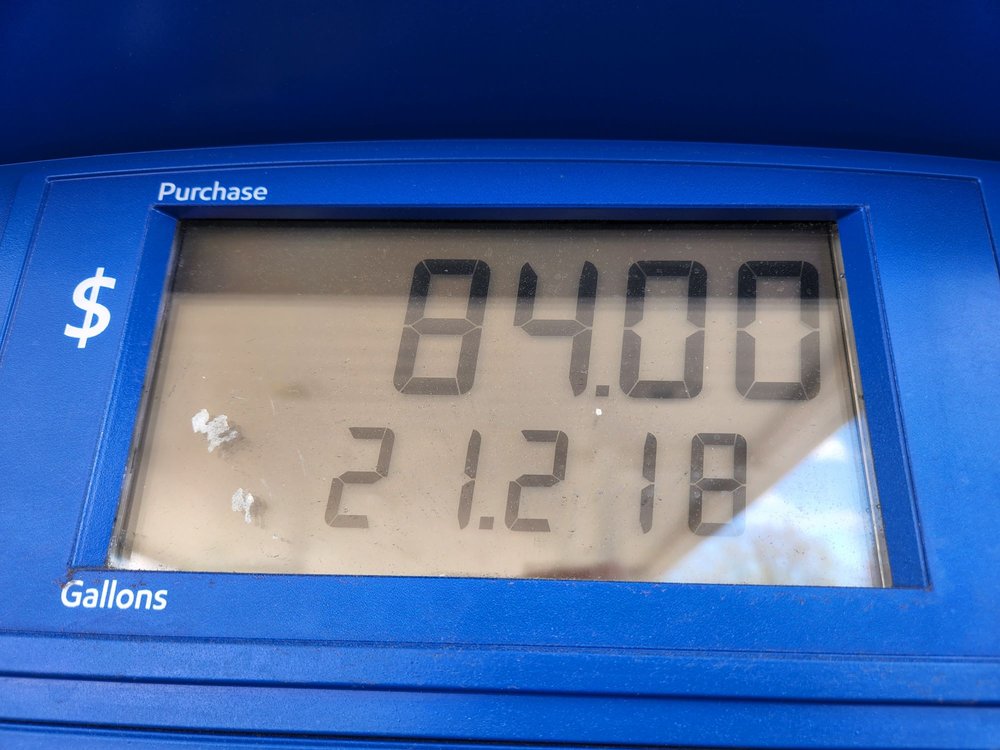 Purchase
$ 84.00
21.218
Gallons